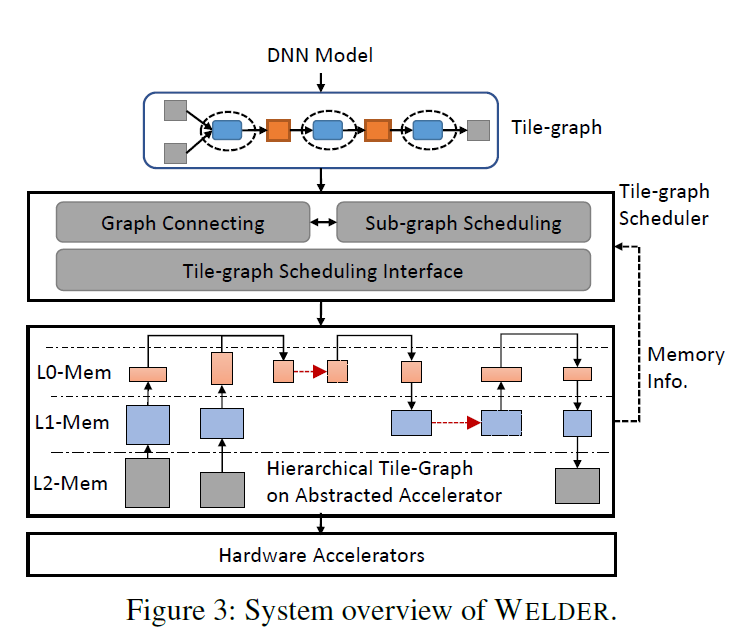 DNN Model
Tile-graph
Tile-graph
Scheduler
Graph Connecting
Sub-graph Scheduling
Tile-graph Scheduling Interface
Memory
Info.
L0-Mem
L1-Mem
L2-Mem
Hierarchical Tile-Graph
on Abstracted Accelerator
Hardware Accelerators
Figure 3: System overview of WELDER.